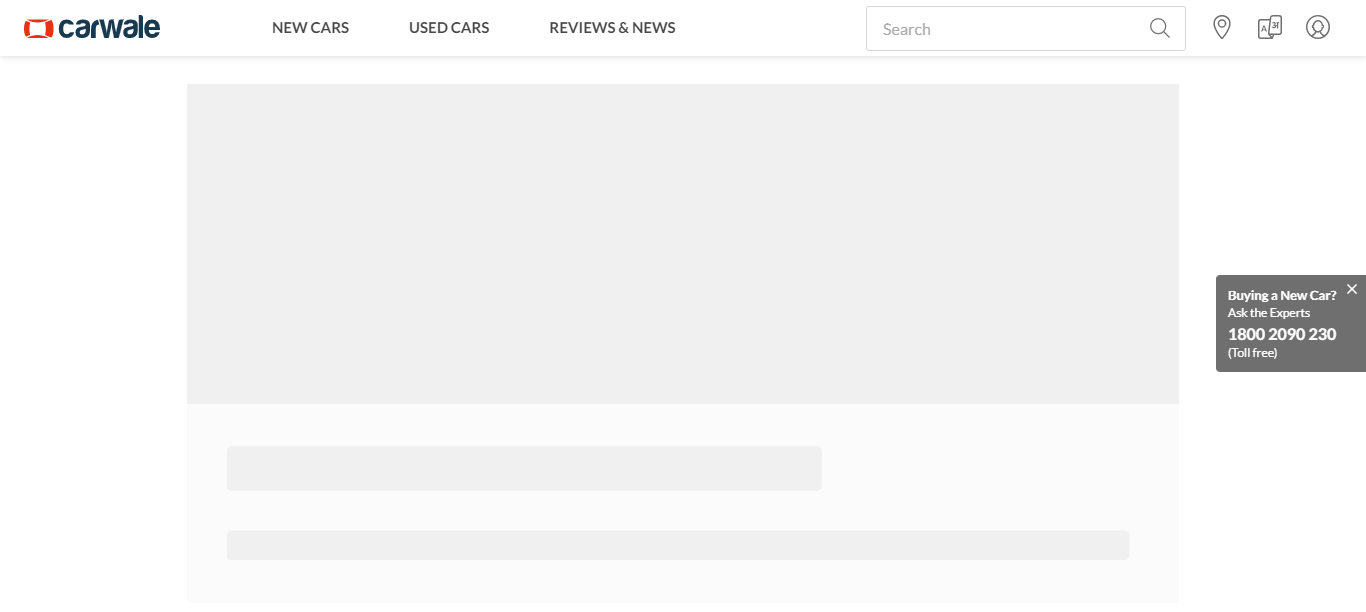 carwale
NEW CARS
USED CARS
REVIEWS & NEWS
Search
Buying a New Car?
Ask the Experts
1800 2090 230
(Toll free)